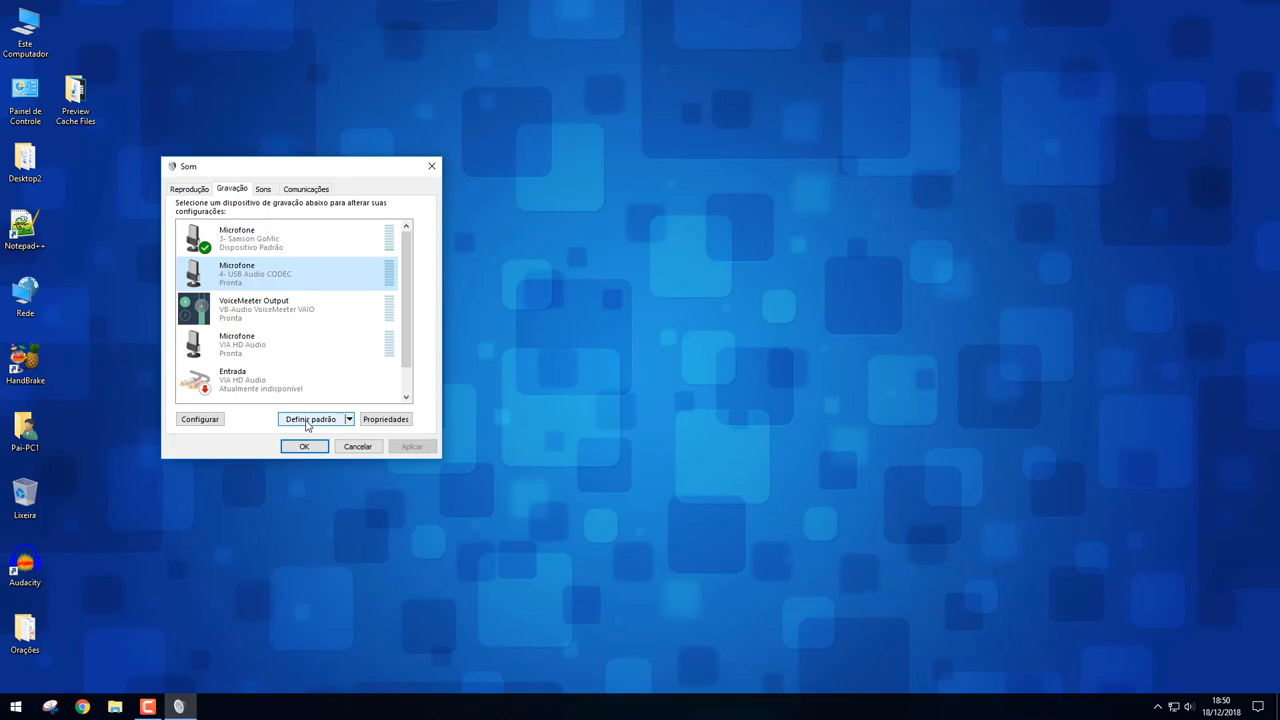 Este
Computador
Painel de
Controle
Preview
Cache Files
Desktop2
Notepad++
Rede
HandBrake
Pai-PC1
Lixeira
Audacity
Orações
Som
Reprodução
Gravação
Sons
Comunicações
Selecione um dispositivo de gravação abaixo para alterar suas
configurações:
Microfone
3- Samson GoMic
Dispositivo Padrão
Microfone
4- USB Audio CODEC
Pronta
VoiceMeeter Output
VB-Audio VoiceMeeter VAIO
Pronta
Microfone
VIA HD Audio
Pronta
Entrada
VIA HD Audio
Atualmente indisponível
Configurar
Definir padrão
Propriedades
OK
Cancelar
Aplicar
18:50
18/12/2018